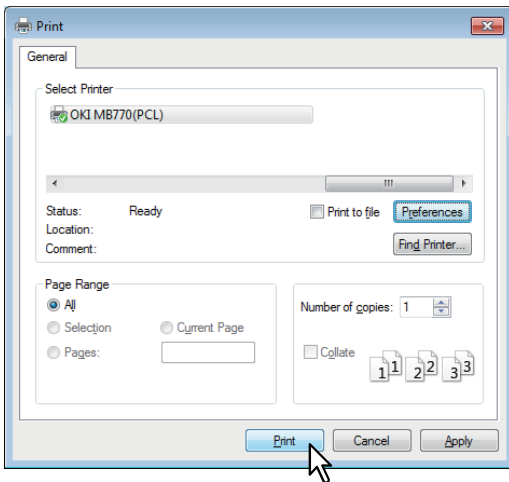 Print
General
Select Printer
OKI MB770(PCL)
Status: Ready
Print to file
Preferences
Location:
Comment:
Find Printer...
Page Range
All
Selection
Current Page
Pages:
Number of copies: 1
Collate
1 1 2 2 3 3
Print
Cancel
Apply